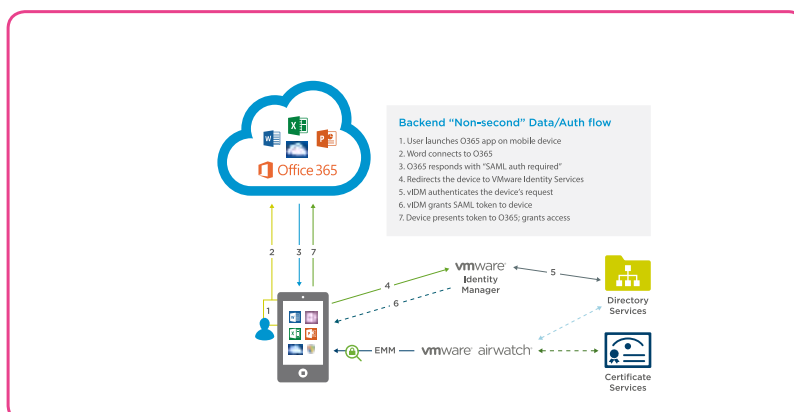 Backend “Non-second” Data/Auth flow
1. User launches O365 app on mobile device
2. Word connects to O365
3. O365 responds with “SAML auth required”
4. Redirects the device to VMware Identity Services
5. vIDM authenticates the device’s request
6. vIDM grants SAML token to device
7. Device presents token to O365; grants access
W
X
P
Office 365
2
3
7
4
6
5
1
vmware®
Identity
Manager
Directory
Services
EMM
vmware® airwatch®
Certificate
Services